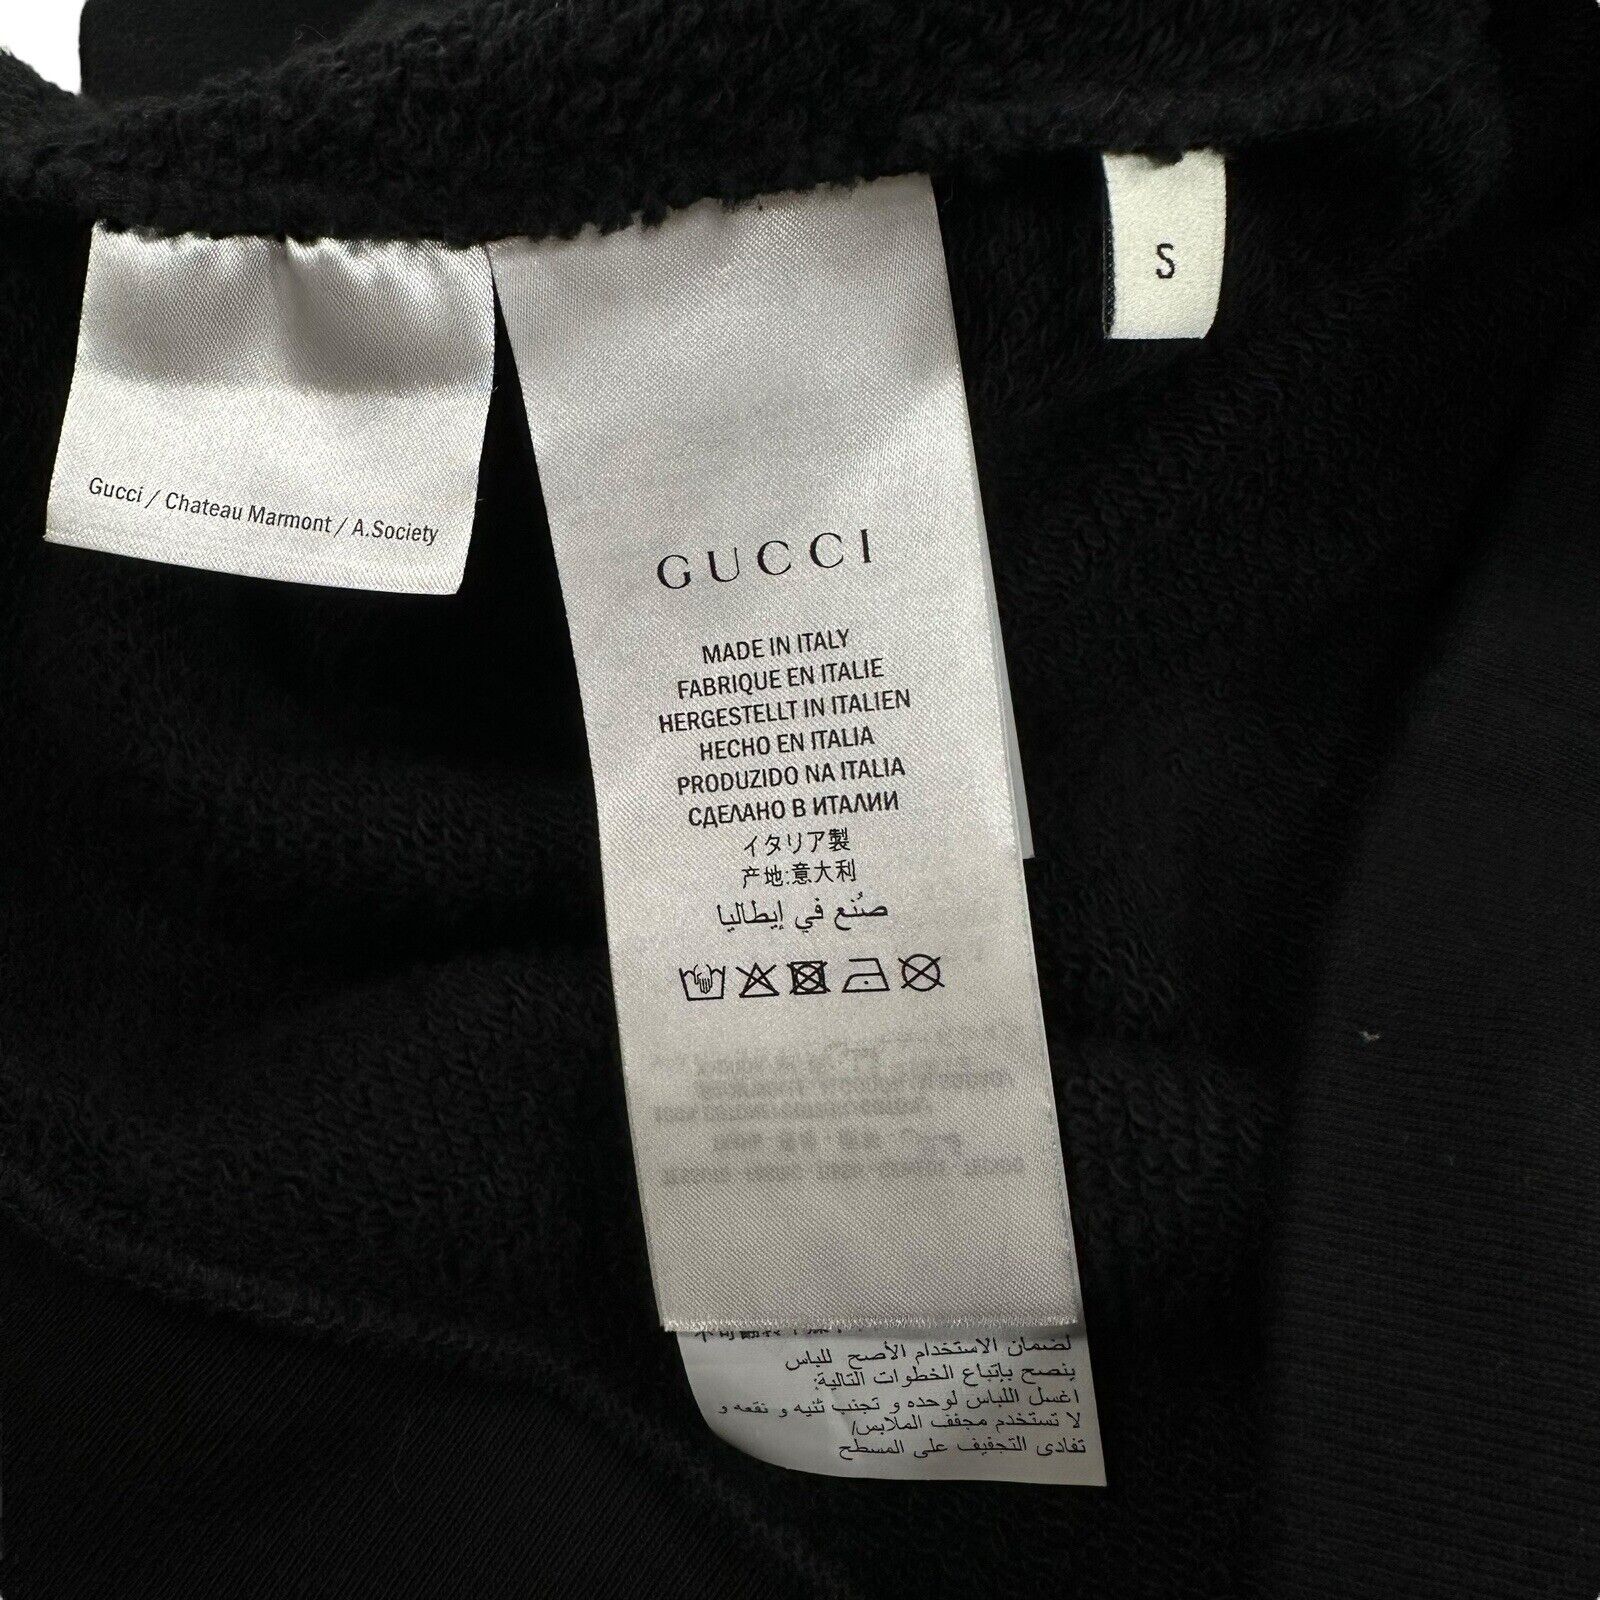 Gucci / Chateau Marmont / A.Society
S
GUCCI
MADE IN ITALY
FABRIQUE EN ITALIE
HERGESTELLT IN ITALIEN
HECHO EN ITALIA
PRODUZIDO NA ITALIA
СДЕЛАНО В ИТАЛИИ
イタリア製
产地:意大利
صُنع في إيطاليا
لضمان الاستخدام الأصح للباس
ينصح بإتباع الخطوات التالية:
اغسل اللباس لوحده و تجنب ثنيه و نقعه و
لا تستخدم مجفف الملابس/
تفادى التجفيف على المسطح